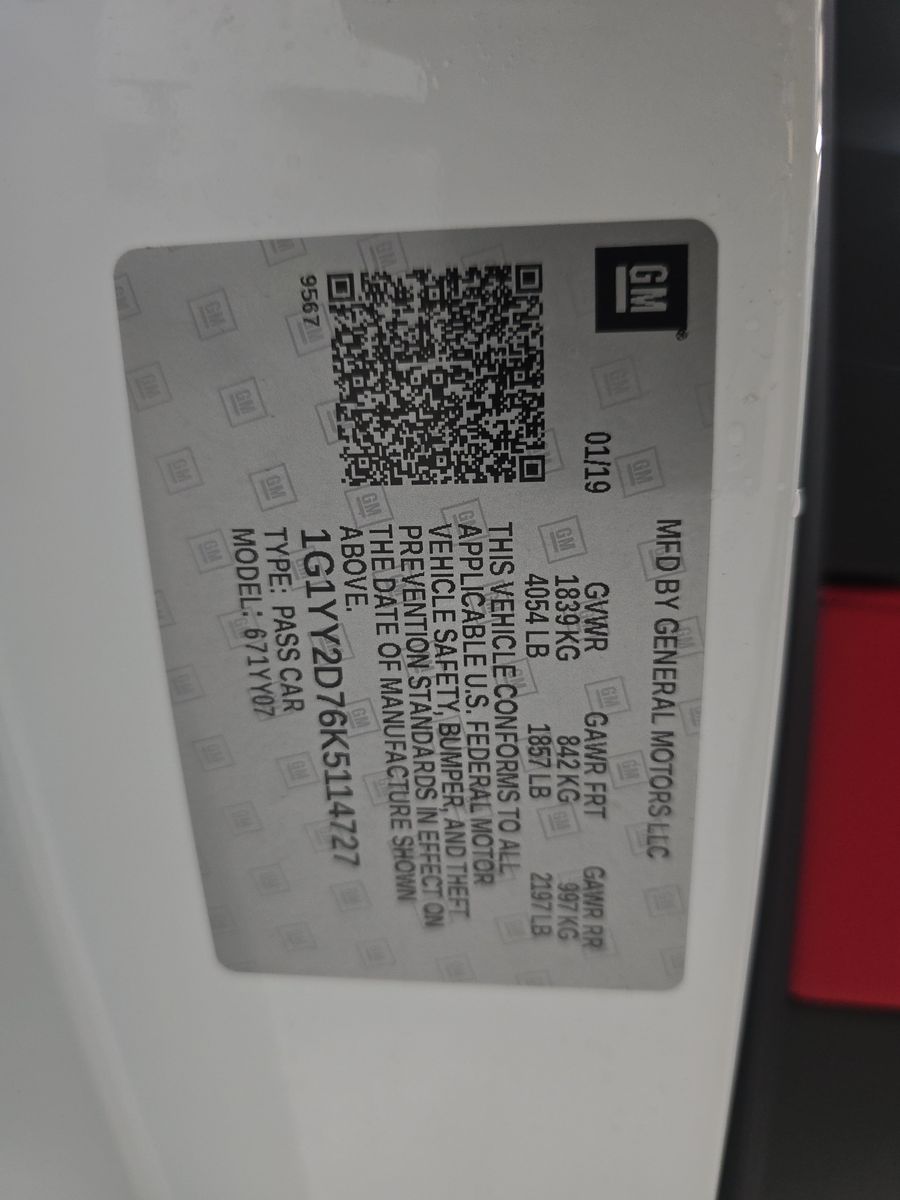 GM
MFD BY GENERAL MOTORS LLC
01/19 GVWR GAWR FRT GAWR RR
1839 KG 842 KG 997 KG
4054 LB 1857 LB 2197 LB
THIS VEHICLE CONFORMS TO ALL
APPLICABLE U.S. FEDERAL MOTOR
VEHICLE SAFETY, BUMPER, AND THEFT
PREVENTION STANDARDS IN EFFECT ON
THE DATE OF MANUFACTURE SHOWN
ABOVE.
9567
1G1YY2D76K5114727
TYPE: PASS CAR
MODEL: 671YY07